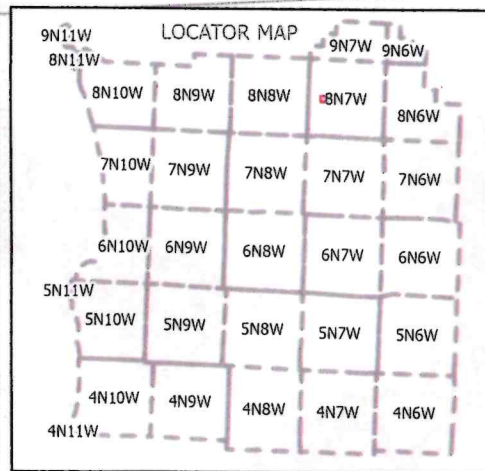 LOCATOR MAP
9N11W
9N7W 9N6W
8N11W
8N10W 8N9W 8N8W 8N7W 8N6W
7N10W 7N9W 7N8W 7N7W 7N6W
6N10W 6N9W 6N8W 6N7W 6N6W
5N11W
5N10W 5N9W 5N8W 5N7W 5N6W
4N10W 4N9W 4N8W 4N7W 4N6W
4N11W